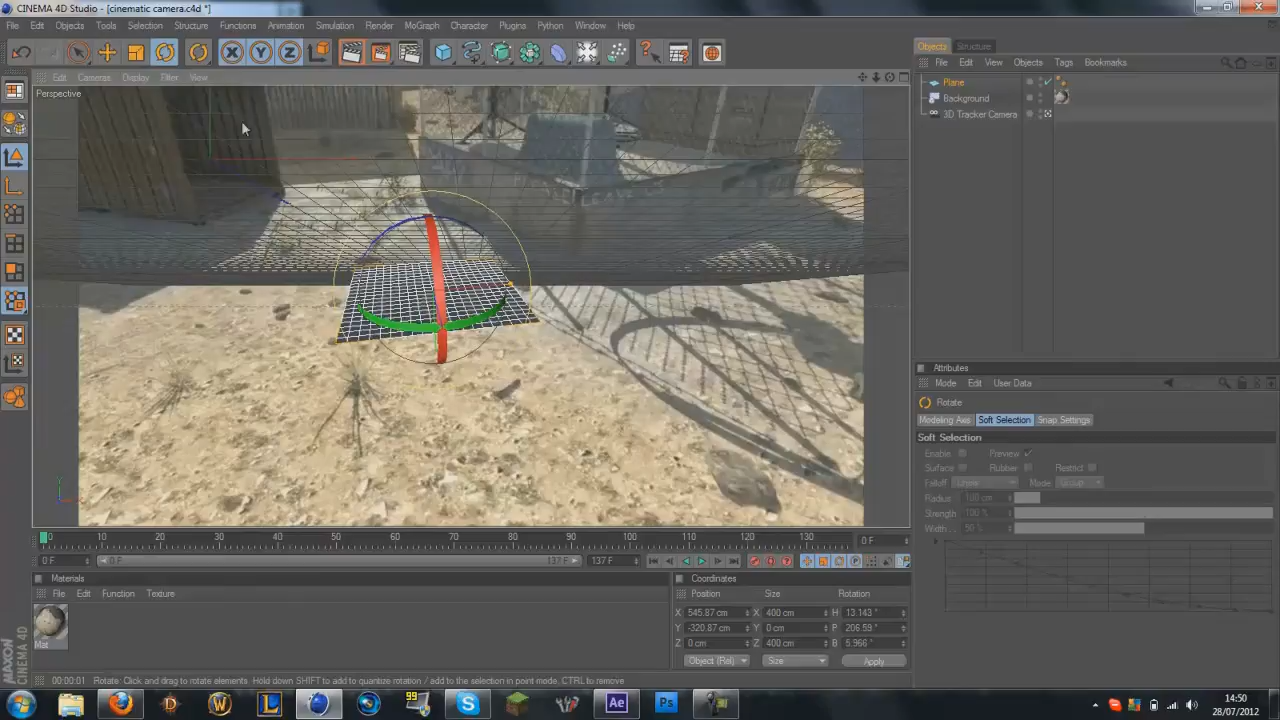 CINEMA 4D Studio - [cinematic camera.c4d *]
File Edit Objects Tools Selection Structure Functions Animation Simulation Render MoGraph Character Plugins Python Window Help
Objects Structure
File Edit View Objects Tags Bookmarks
Edit Cameras Display Filter View
Perspective
Plane
Background
3D Tracker Camera
Attributes
Mode Edit User Data
Rotate
Modeling Axis Soft Selection Snap Settings
Soft Selection
Enable Preview
Surface Rubber Restrict
Falloff Mode Group
Radius 100 cm
Strength 100 %
Width 50 %
0 10 20 30 40 50 60 70 80 90 100 110 120 130 0 F
0 F 0 F 137 F 137 F
Materials
File Edit Function Texture
Mat
Coordinates
Position Size Rotation
X 545.87 cm X 400 cm H 13.143 °
Y -320.87 cm Y 0 cm P 206.59 °
Z 0 cm Z 400 cm B 5.966 °
Object (Rel) Size Apply
MAXON
CINEMA 4D
00:00:01 Rotate: Click and drag to rotate elements. Hold down SHIFT to add to quantize rotation / add to the selection in point mode, CTRL to remove
99
Ae
Ps
14:50
28/07/2012